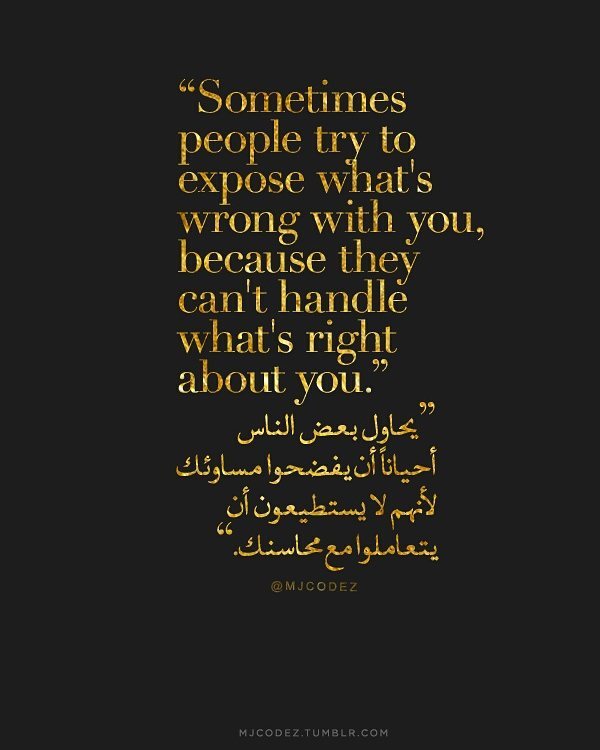 “Sometimes
people try to
expose what's
wrong with you,
because they
can't handle
what's right
about you.”
”يحاول بعض الناس
أحياناً أن يفضحوا مساوئك
لأنهم لا يستطيعون أن
يتعاملوا مع محاسنك.“
@MJCODEZ
MJCODEZ.TUMBLR.COM